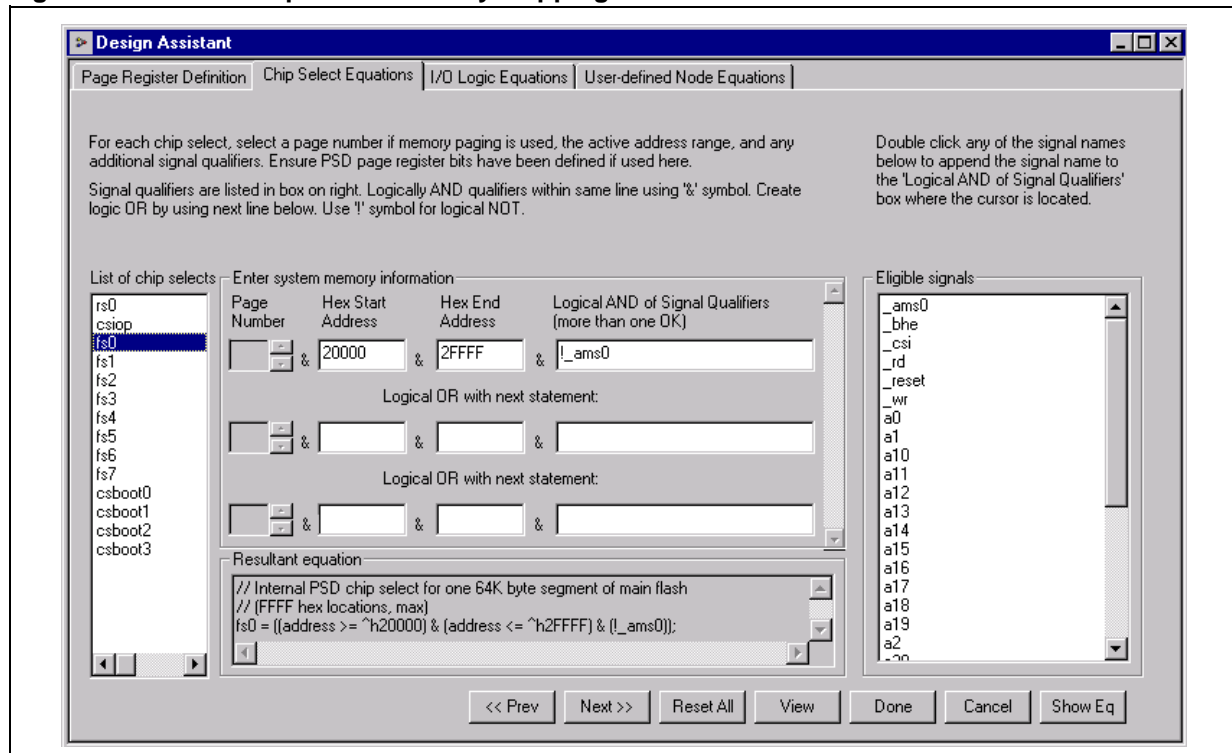 Design Assistant
Page Register Definition Chip Select Equations I/O Logic Equations User-defined Node Equations
For each chip select, select a page number if memory paging is used, the active address range, and any
additional signal qualifiers. Ensure PSD page register bits have been defined if used here.
Signal qualifiers are listed in box on right. Logically AND qualifiers within same line using '&' symbol. Create
logic OR by using next line below. Use '!' symbol for logical NOT.
Double click any of the signal names
below to append the signal name to
the 'Logical AND of Signal Qualifiers'
box where the cursor is located.
List of chip selects
rs0
csiop
fs0
fs1
fs2
fs3
fs4
fs5
fs6
fs7
csboot0
csboot1
csboot2
csboot3
Enter system memory information
Page Number
Hex Start Address
Hex End Address
Logical AND of Signal Qualifiers
(more than one OK)
& 20000 & 2FFFF & !_ams0
Logical OR with next statement:
& & &
Logical OR with next statement:
& & &
Resultant equation
// Internal PSD chip select for one 64K byte segment of main flash
// (FFFF hex locations, max)
fs0 = ((address >= ^h20000) & (address <= ^h2FFFF) & (!_ams0));
Eligible signals
_ams0
_bhe
_csi
_rd
_reset
_wr
a0
a1
a10
a11
a12
a13
a14
a15
a16
a17
a18
a19
a2
<< Prev Next >> Reset All View Done Cancel Show Eq